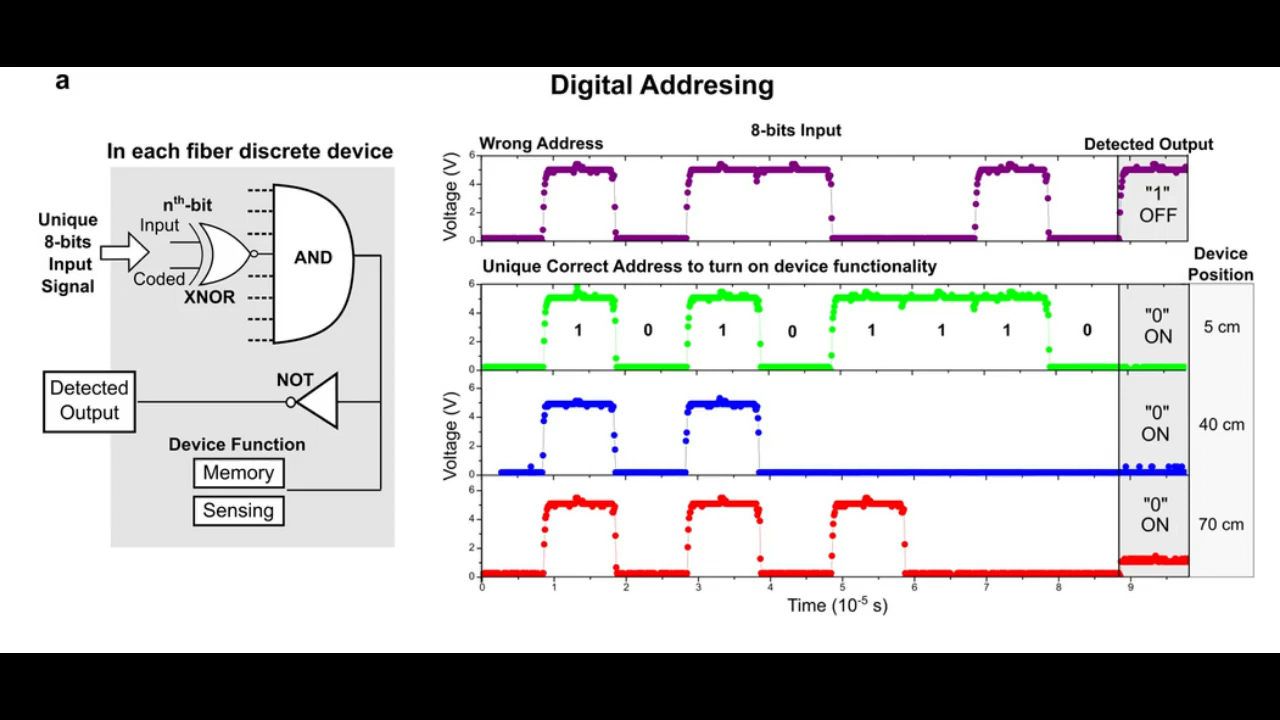 a
Digital Addresing
In each fiber discrete device
Unique
8-bits
Input
Signal
nth-bit
Input
Coded
XNOR
AND
NOT
Detected
Output
Device Function
Memory
Sensing
8-bits Input
Wrong Address
Detected Output
Voltage (V)
6
4
2
0
"1"
OFF
Unique Correct Address to turn on device functionality
Device
Position
6
4
2
0
1 0 1 0 1 1 1 0
"0"
ON
5 cm
Voltage (V)
6
4
2
0
"0"
ON
40 cm
6
4
2
0
"0"
ON
70 cm
0 1 2 3 4 5 6 7 8 9
Time (10-5 s)